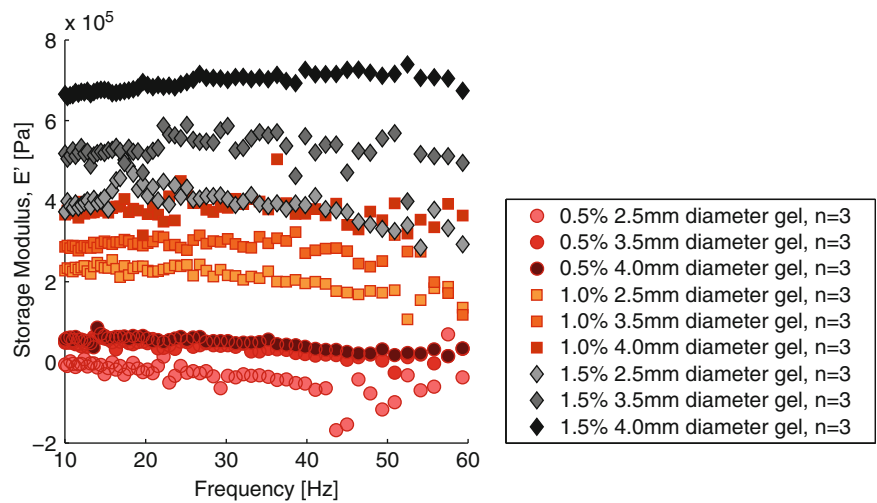 x 10⁵
8
6
4
2
0
−2
Storage Modulus, E' [Pa]
10 20 30 40 50 60
Frequency [Hz]
0.5% 2.5mm diameter gel, n=3
0.5% 3.5mm diameter gel, n=3
0.5% 4.0mm diameter gel, n=3
1.0% 2.5mm diameter gel, n=3
1.0% 3.5mm diameter gel, n=3
1.0% 4.0mm diameter gel, n=3
1.5% 2.5mm diameter gel, n=3
1.5% 3.5mm diameter gel, n=3
1.5% 4.0mm diameter gel, n=3